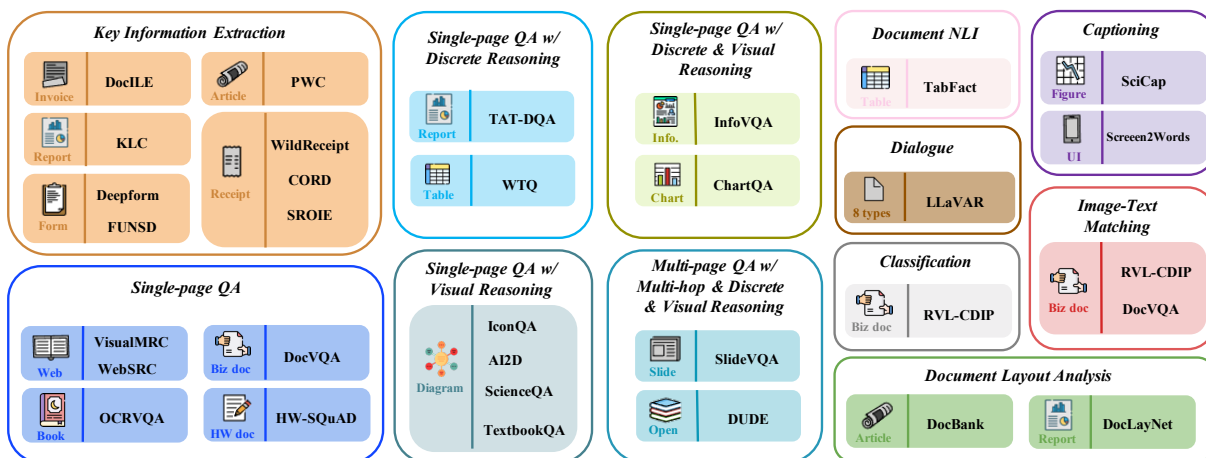 Key Information Extraction
Invoice
DocILE
Article
PWC
Report
KLC
Receipt
WildReceipt
CORD
SROIE
Form
Deepform
FUNSD
Single-page QA w/
Discrete Reasoning
Report
TAT-DQA
Table
WTQ
Single-page QA w/
Discrete & Visual
Reasoning
Info.
InfoVQA
Chart
ChartQA
Document NLI
Table
TabFact
Captioning
Figure
SciCap
UI
Screeen2Words
Dialogue
8 types
LLaVAR
Single-page QA
Web
VisualMRC
WebSRC
Biz doc
DocVQA
Book
OCRVQA
HW doc
HW-SQuAD
Single-page QA w/
Visual Reasoning
Diagram
IconQA
AI2D
ScienceQA
TextbookQA
Multi-page QA w/
Multi-hop & Discrete
& Visual Reasoning
Slide
SlideVQA
Open
DUDE
Classification
Biz doc
RVL-CDIP
Image-Text
Matching
Biz doc
RVL-CDIP
DocVQA
Document Layout Analysis
Article
DocBank
Report
DocLayNet